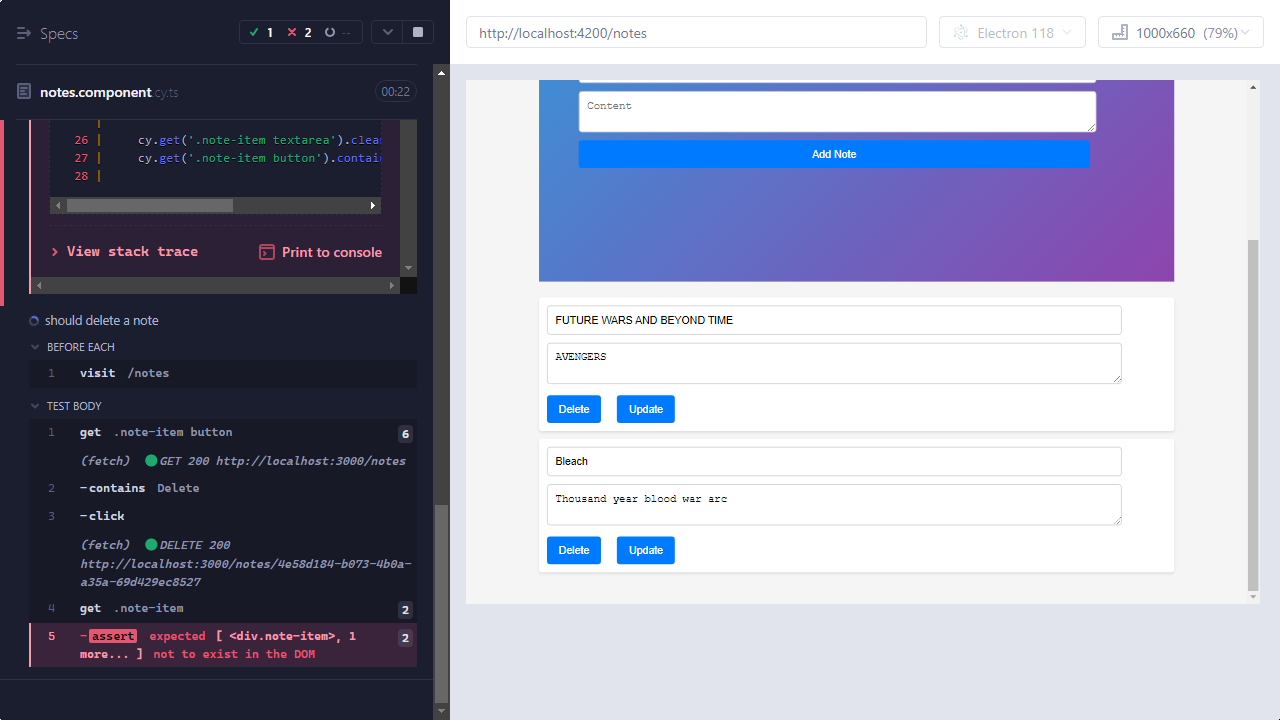 Specs
1
2
--
notes.component.cy.ts
00:22
26 | cy.get('.note-item textarea').clea
27 | cy.get('.note-item button').contai
28 |
View stack trace
Print to console
should delete a note
BEFORE EACH
1 visit /notes
TEST BODY
1 get .note-item button 6
(fetch) GET 200 http://localhost:3000/notes
2 -contains Delete
3 -click
(fetch) DELETE 200
http://localhost:3000/notes/4e58d184-b073-4b0a-
a35a-69d429ec8527
4 get .note-item 2
5 -assert expected [ <div.note-item>, 1 2
more... ] not to exist in the DOM
http://localhost:4200/notes
Electron 118
1000x660 (79%)
Content
Add Note
FUTURE WARS AND BEYOND TIME
AVENGERS
Delete
Update
Bleach
Thousand year blood war arc
Delete
Update